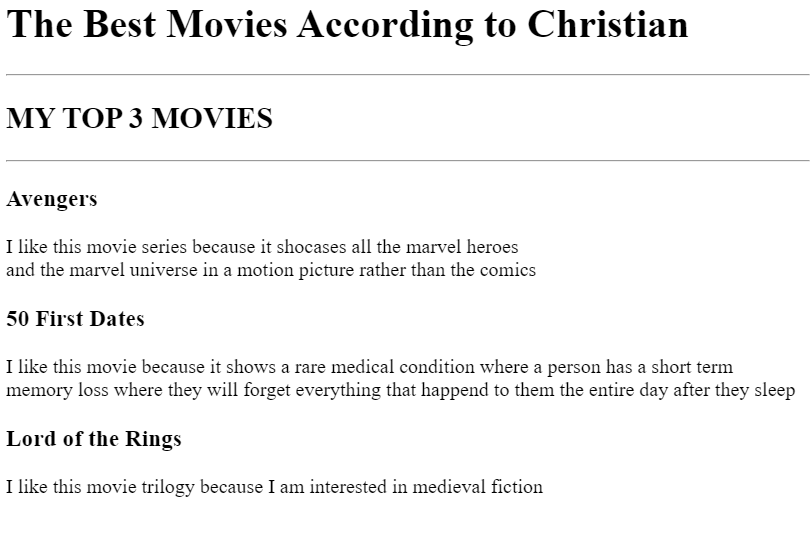 The Best Movies According to Christian
MY TOP 3 MOVIES
Avengers
I like this movie series because it shocases all the marvel heroes
and the marvel universe in a motion picture rather than the comics
50 First Dates
I like this movie because it shows a rare medical condition where a person has a short term
memory loss where they will forget everything that happend to them the entire day after they sleep
Lord of the Rings
I like this movie trilogy because I am interested in medieval fiction